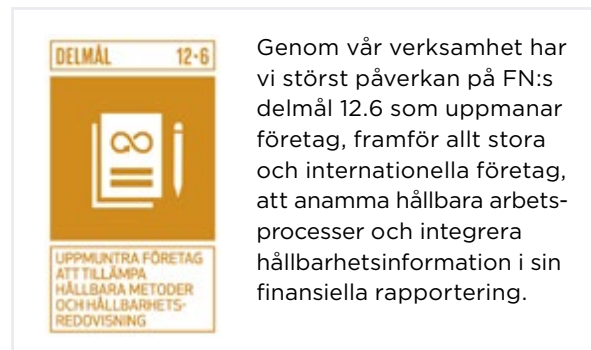 DELMÅL 12·6
UPPMUNTRA FÖRETAG
ATT TILLÄMPA
HÅLLBARA METODER
OCH HÅLLBARHETS-
REDOVISNING
Genom vår verksamhet har
vi störst påverkan på FN:s
delmål 12.6 som uppmanar
företag, framför allt stora
och internationella företag,
att anamma hållbara arbets-
processer och integrera
hållbarhetsinformation i sin
finansiella rapportering.